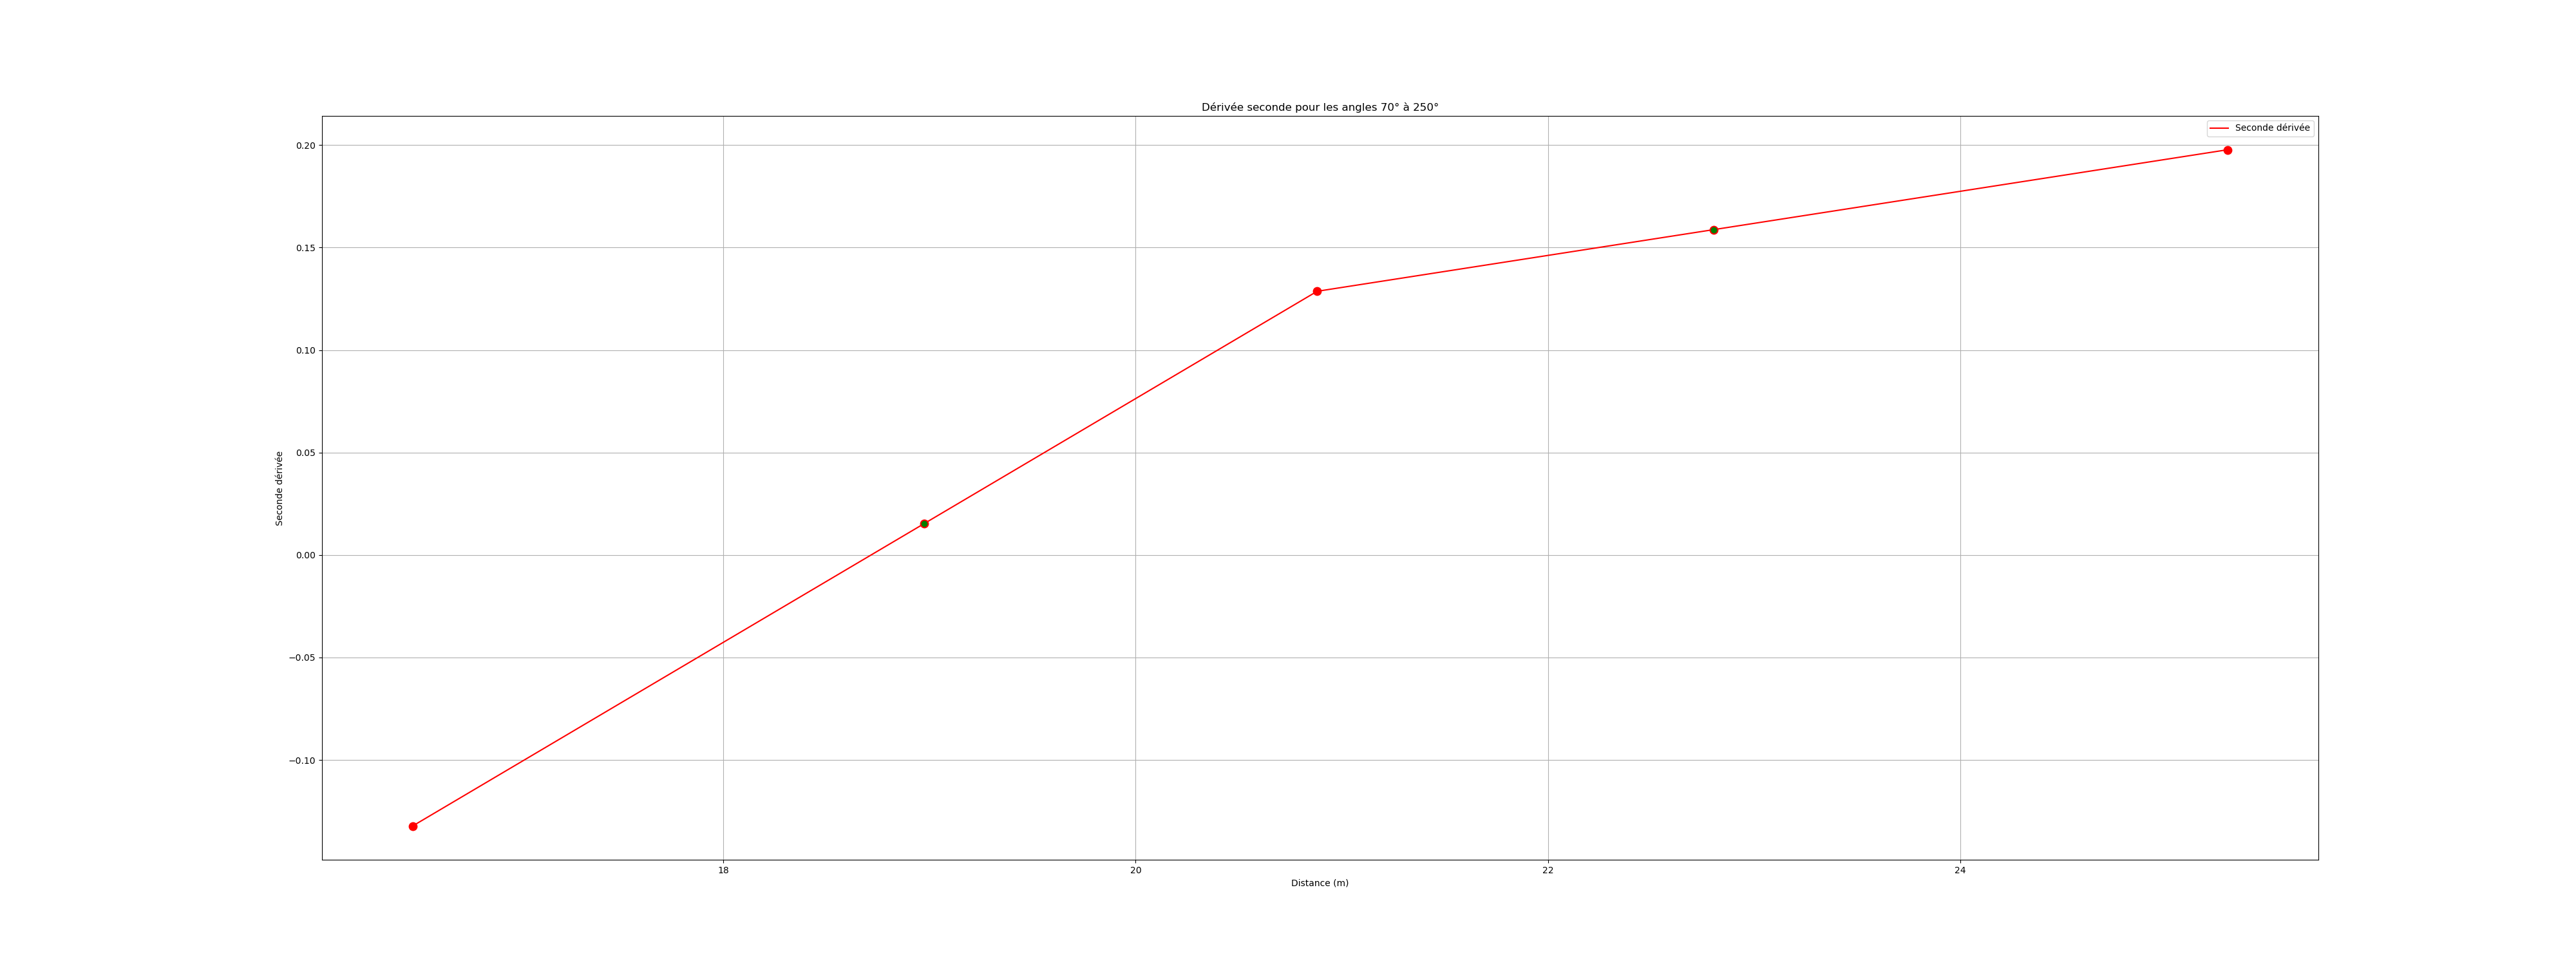 Dérivée seconde pour les angles 70° à 250°
Seconde dérivée
0.20
0.15
0.10
0.05
0.00
−0.05
−0.10
Seconde dérivée
18
20
22
24
Distance (m)